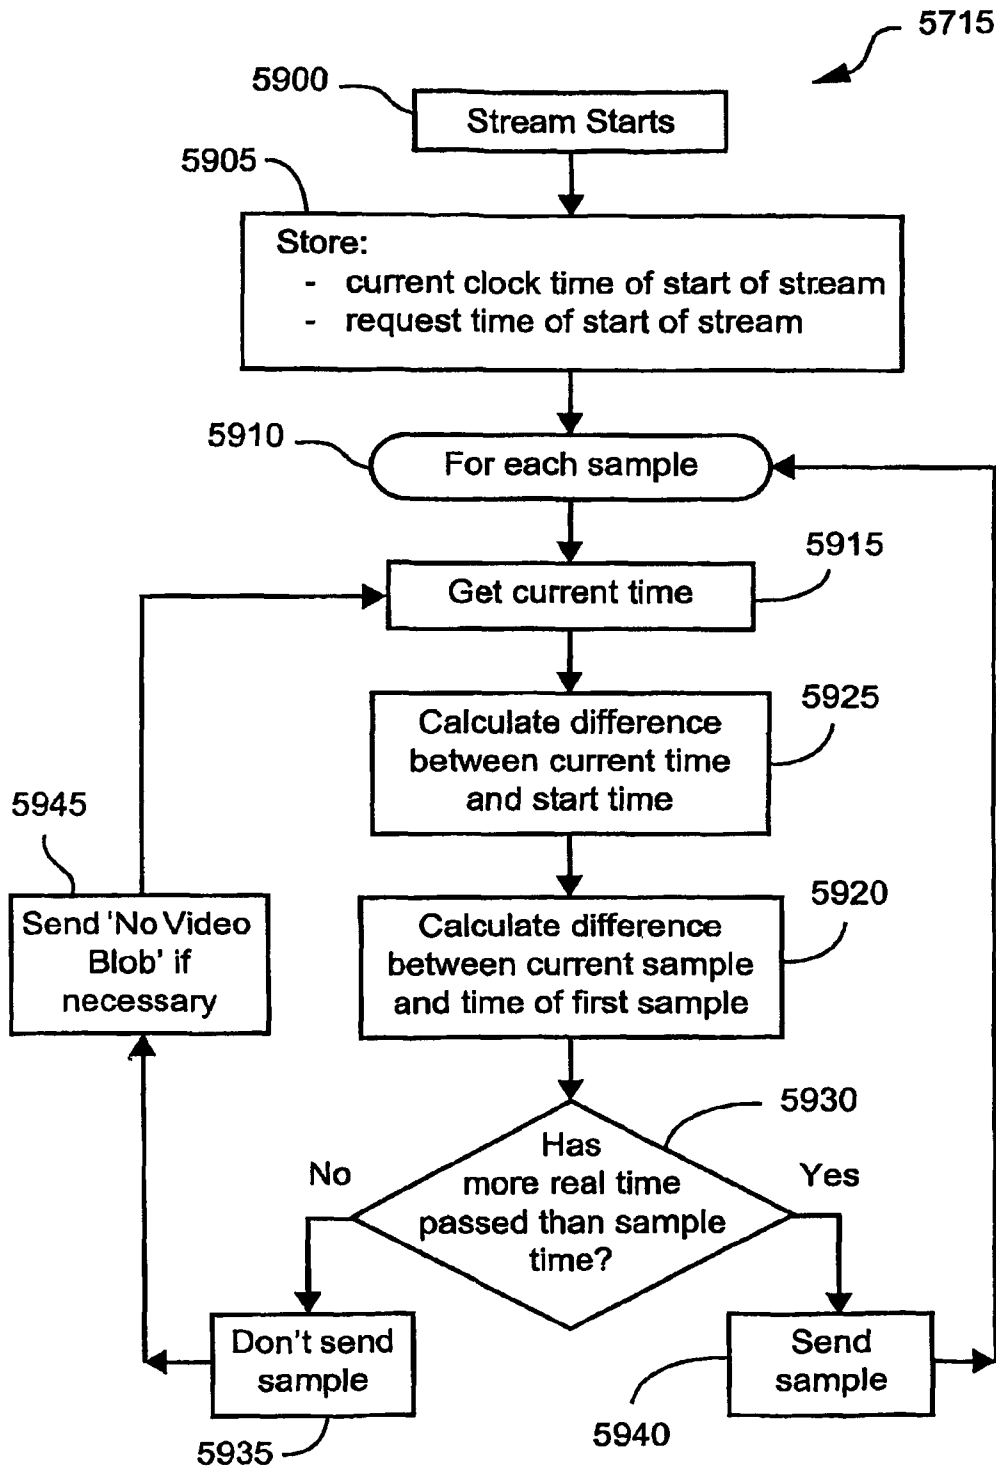 5715
5900
Stream Starts
5905
Store:
- current clock time of start of stream
- request time of start of stream
5910
For each sample
5915
Get current time
5925
Calculate difference
between current time
and start time
5945
Send 'No Video
Blob' if
necessary
5920
Calculate difference
between current sample
and time of first sample
5930
Has
more real time
passed than sample
time?
No
Yes
Don't send
sample
5935
Send
sample
5940